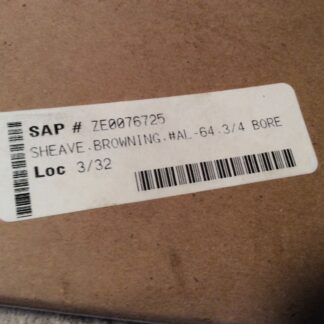 SAP # ZE0076725
SHEAVE.BROWNING.#AL-64.3/4 BORE
Loc 3/32